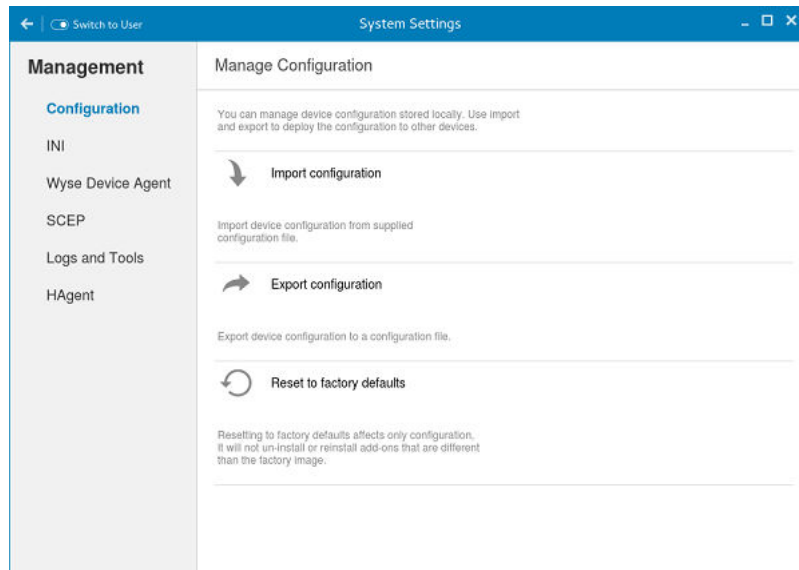 Switch to User
System Settings
Management
Configuration
INI
Wyse Device Agent
SCEP
Logs and Tools
HAgent
Manage Configuration
You can manage device configuration stored locally. Use import
and export to deploy the configuration to other devices.
Import configuration
Import device configuration from supplied
configuration file.
Export configuration
Export device configuration to a configuration file.
Reset to factory defaults
Resetting to factory defaults affects only configuration,
It will not un-install or reinstall add-ons that are different
than the factory image.